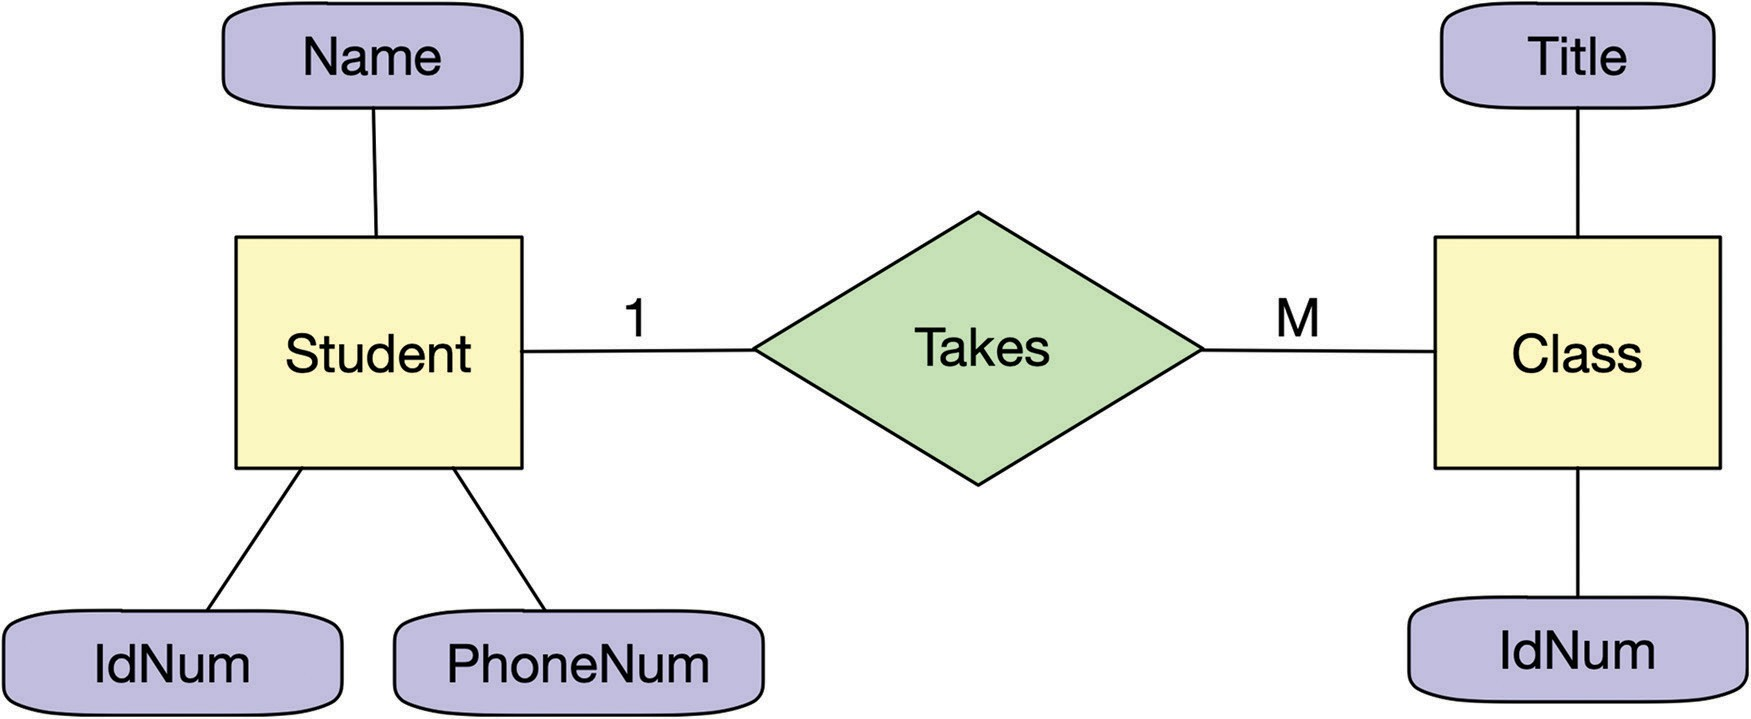 Name
Title
Student
1
Takes
M
Class
IdNum
PhoneNum
IdNum